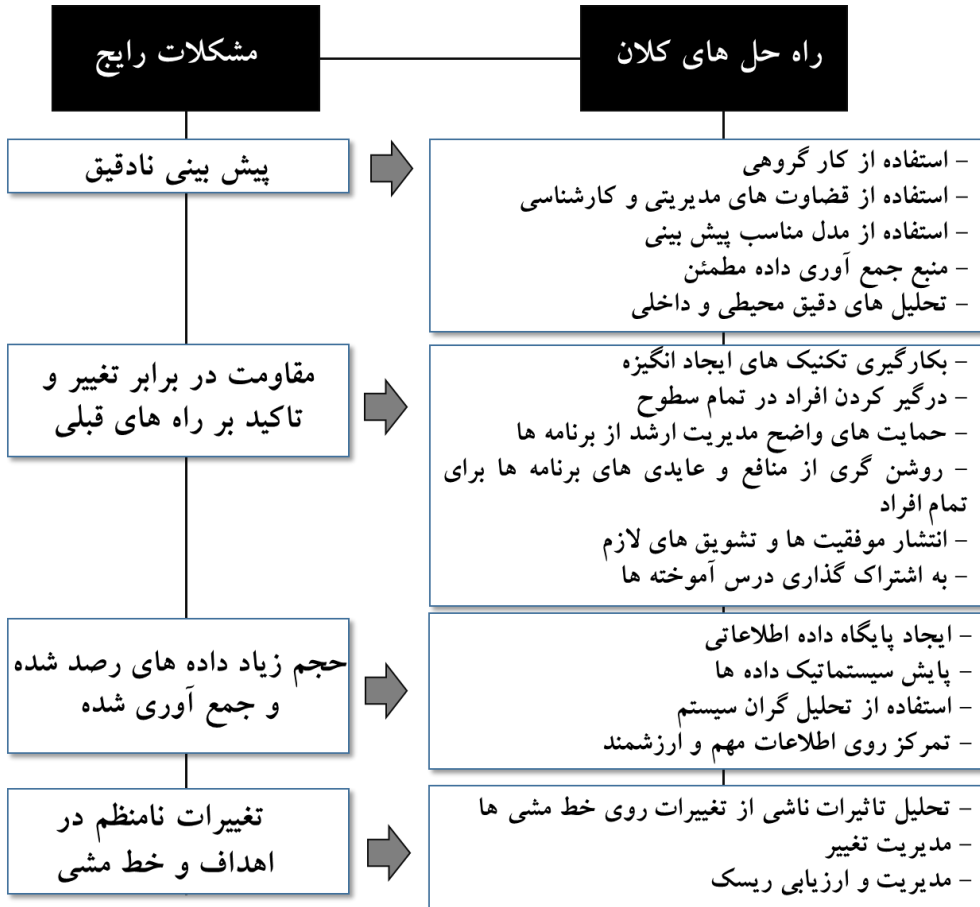 راه حل های کلان
مشکلات رایج
پیش بینی نادقیق
– استفاده از کار گروهی
– استفاده از قضاوت های مدیریتی و کارشناسی
– استفاده از مدل مناسب پیش بینی
– منبع جمع آوری داده مطمئن
– تحلیل های دقیق محیطی و داخلی
مقاومت در برابر تغییر و
تاکید بر راه های قبلی
– بکارگیری تکنیک های ایجاد انگیزه
– درگیر کردن افراد در تمام سطوح
– حمایت های واضح مدیریت ارشد از برنامه ها
– روشن گری از منافع و عایدی های برنامه ها برای
تمام افراد
– انتشار موفقیت ها و تشویق های لازم
– به اشتراک گذاری درس آموخته ها
حجم زیاد داده های رصد شده
و جمع آوری شده
– ایجاد پایگاه داده اطلاعاتی
– پایش سیستماتیک داده ها
– استفاده از تحلیل گران سیستم
– تمرکز روی اطلاعات مهم و ارزشمند
تغییرات نامنظم در
اهداف و خط مشی
– تحلیل تاثیرات ناشی از تغییرات روی خط مشی ها
– مدیریت تغییر
– مدیریت و ارزیابی ریسک